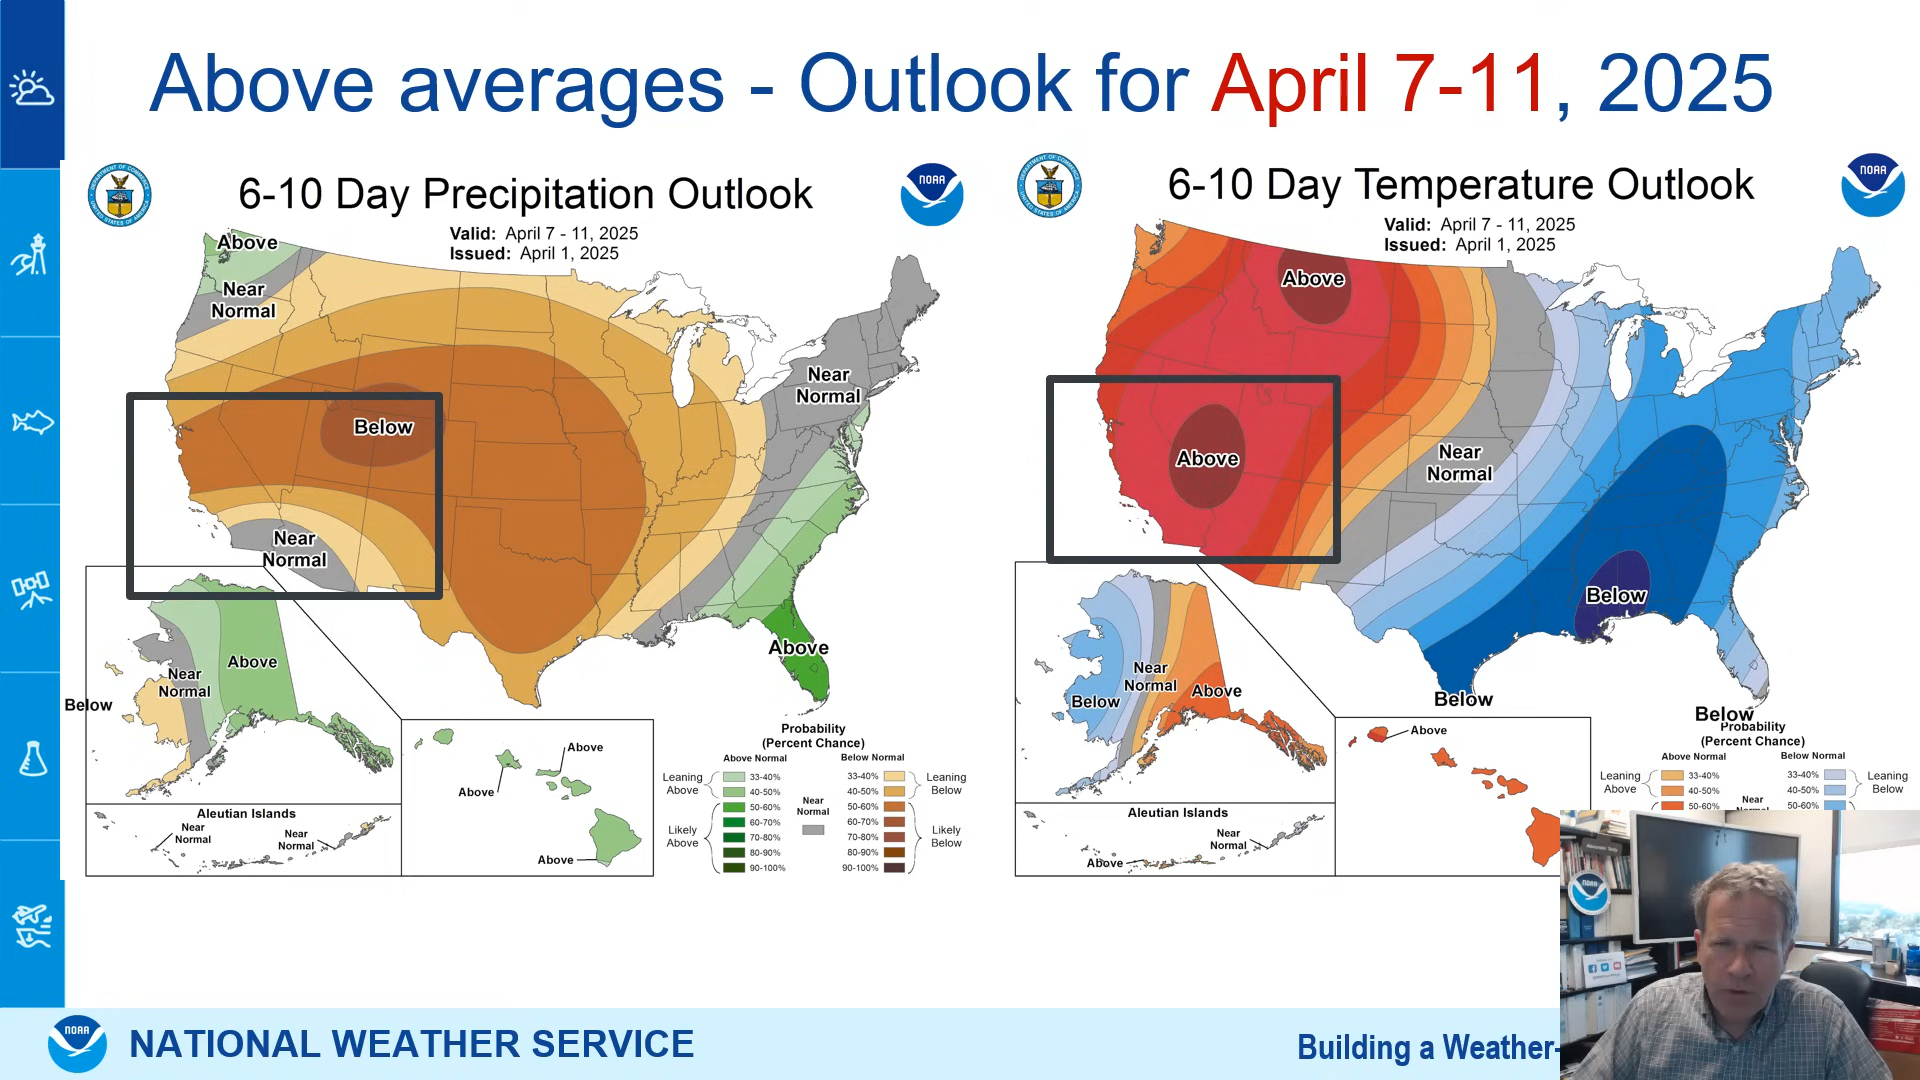 Above averages - Outlook for April 7-11, 2025
6-10 Day Precipitation Outlook
Valid: April 7 - 11, 2025
Issued: April 1, 2025
NOAA
Above
Near
Normal
Below
Near
Normal
Near
Normal
Above
Above
Near
Normal
Below
Above
Above
Above
Aleutian Islands
Near
Normal
Near
Normal
Probability
(Percent Chance)
Above Normal
Below Normal
Leaning
Above
33-40%
40-50%
Likely
Above
50-60%
60-70%
70-80%
80-90%
90-100%
Near
Normal
33-40%
40-50%
Leaning
Below
50-60%
60-70%
70-80%
80-90%
90-100%
Likely
Below
6-10 Day Temperature Outlook
Valid: April 7 - 11, 2025
Issued: April 1, 2025
NOAA
Above
Above
Near
Normal
Below
Below
Below
Near
Normal
Above
Below
Above
Aleutian Islands
Near
Normal
Above
Probability
(Percent Chance)
Above Normal
Below Normal
Leaning
Above
33-40%
40-50%
50-60%
Near
33-40%
40-50%
50-60%
Leaning
Below
NOAA
NOAA
NATIONAL WEATHER SERVICE
Building a Weather-